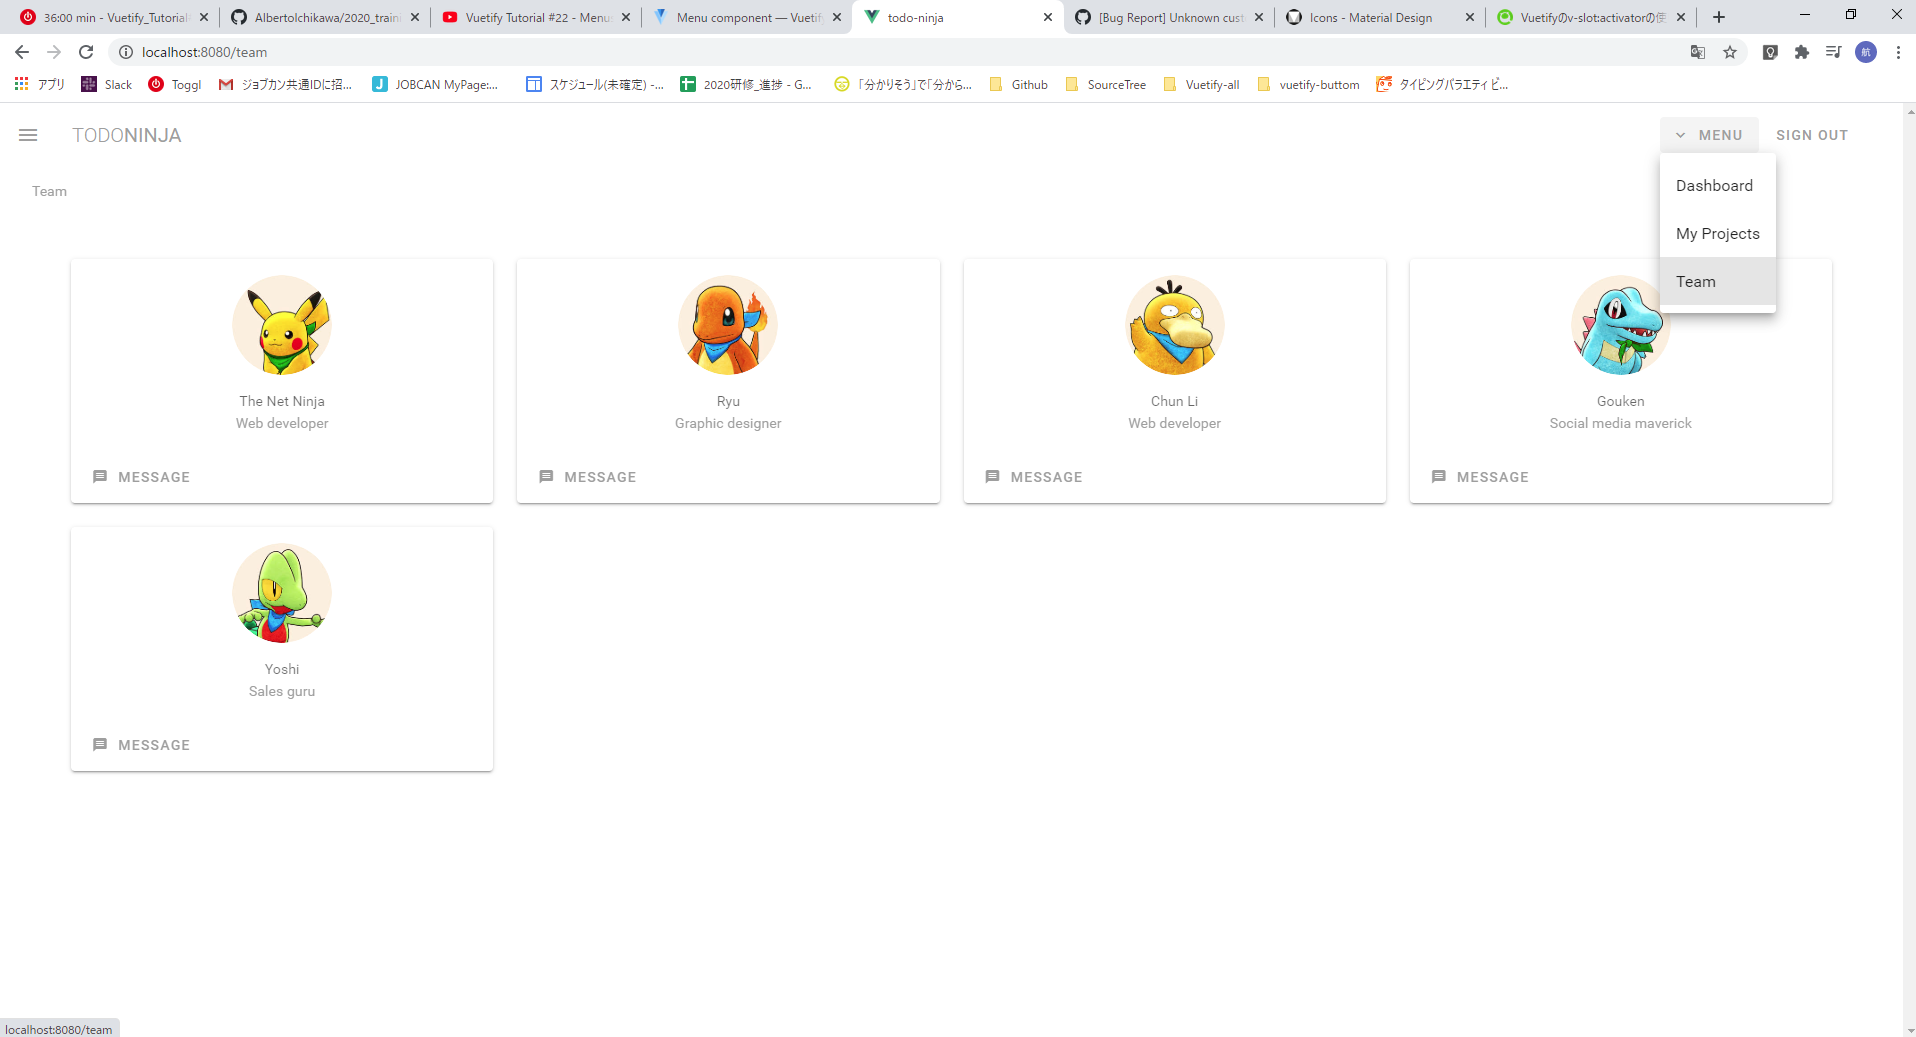 36:00 min - Vuetify_Tutorial
AlbertoIchikawa/2020_traini
Vuetify Tutorial #22 - Menus
Menu component — Vuetify
todo-ninja
[Bug Report] Unknown cust
Icons - Material Design
Vuetifyのv-slot:activatorの使
localhost:8080/team
航
アプリ
Slack
Toggl
ジョブカン共通IDに招...
JOBCAN MyPage:...
スケジュール(未確定) -...
2020研修_進捗 - G...
「分かりそう」で「分から...
Github
SourceTree
Vuetify-all
vuetify-buttom
タイピングバラエティ ビ...
TODONINJA
MENU
SIGN OUT
Dashboard
My Projects
Team
Team
The Net Ninja
Web developer
MESSAGE
Ryu
Graphic designer
MESSAGE
Chun Li
Web developer
MESSAGE
Gouken
Social media maverick
MESSAGE
Yoshi
Sales guru
MESSAGE
localhost:8080/team